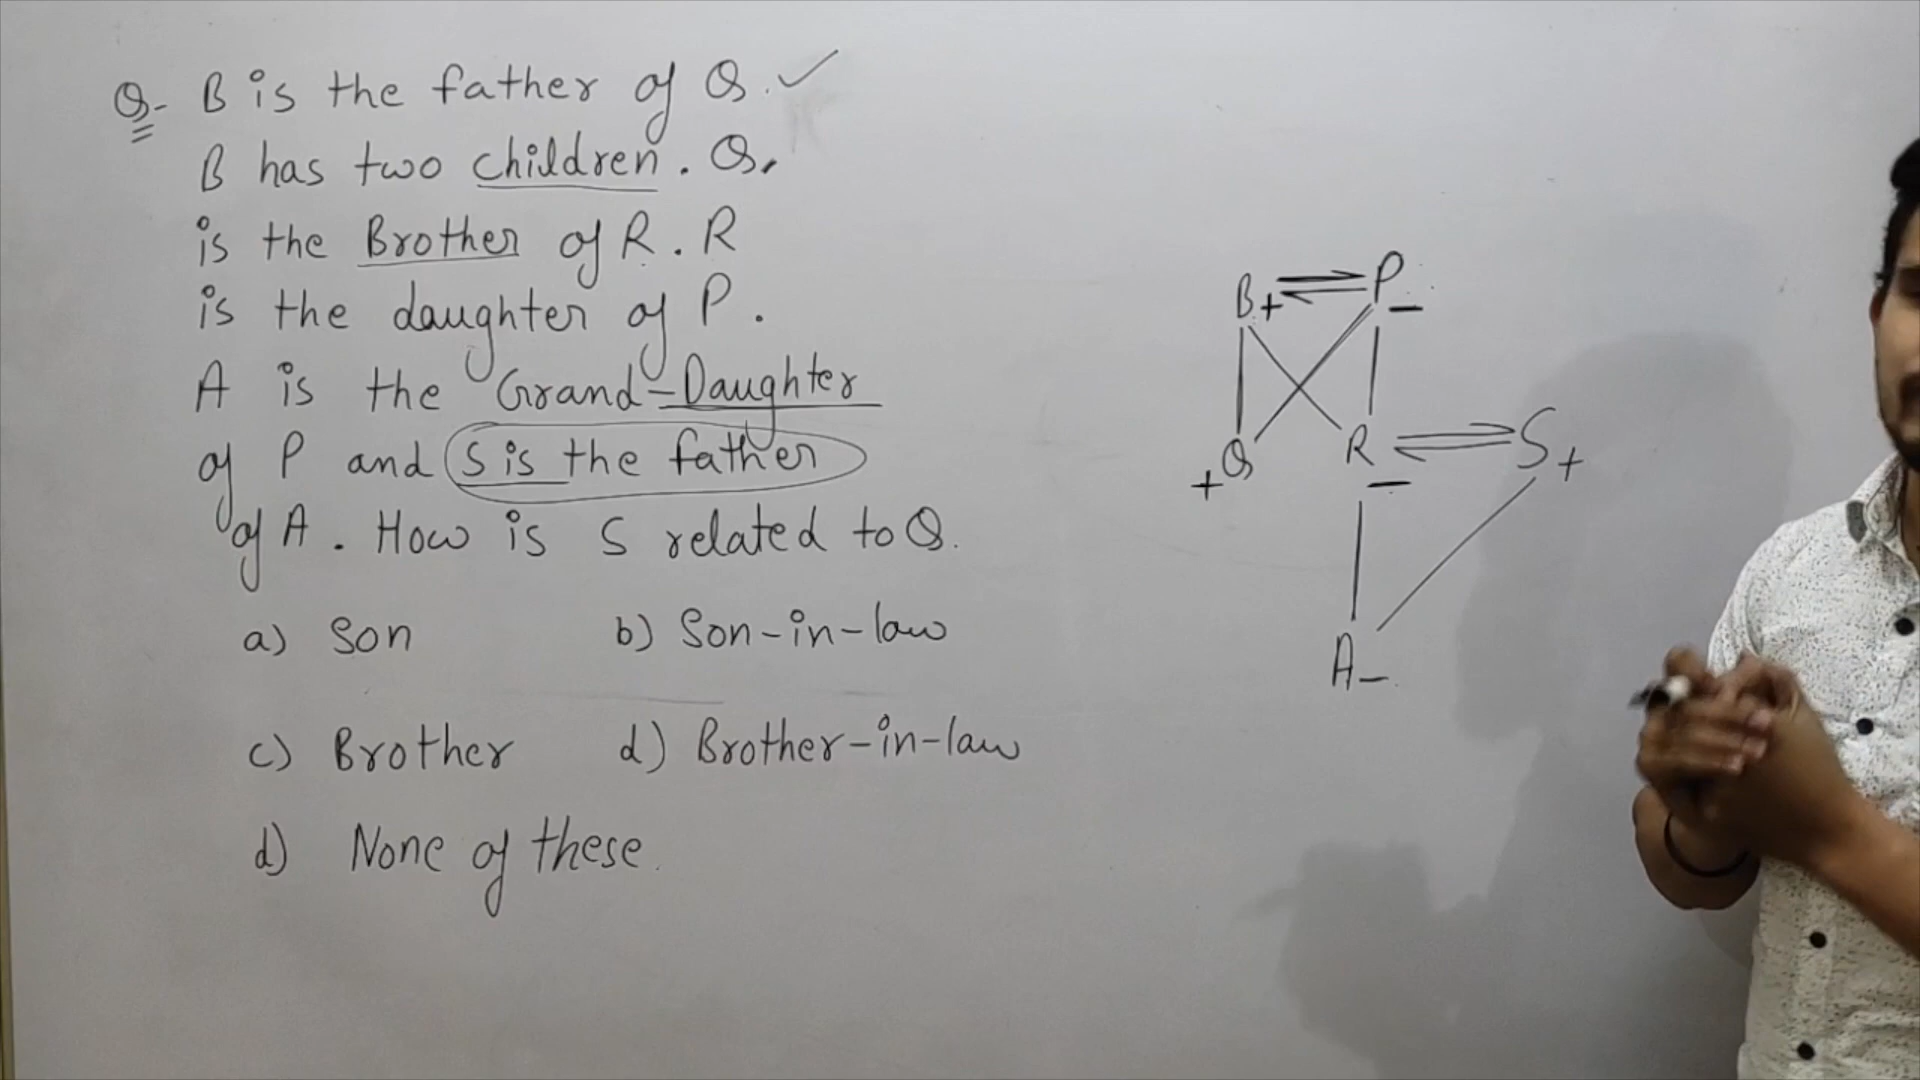 Q- B is the father of Q. ✓
B has two children. Q.
is the Brother of R. R
is the daughter of P.
A is the Grand-Daughter
of P and S is the father
of A. How is S related to Q.
a) Son b) Son-in-law
c) Brother d) Brother-in-law
d) None of these.
B+ ⇌ P-
+Q R- ⇌ S+
A-